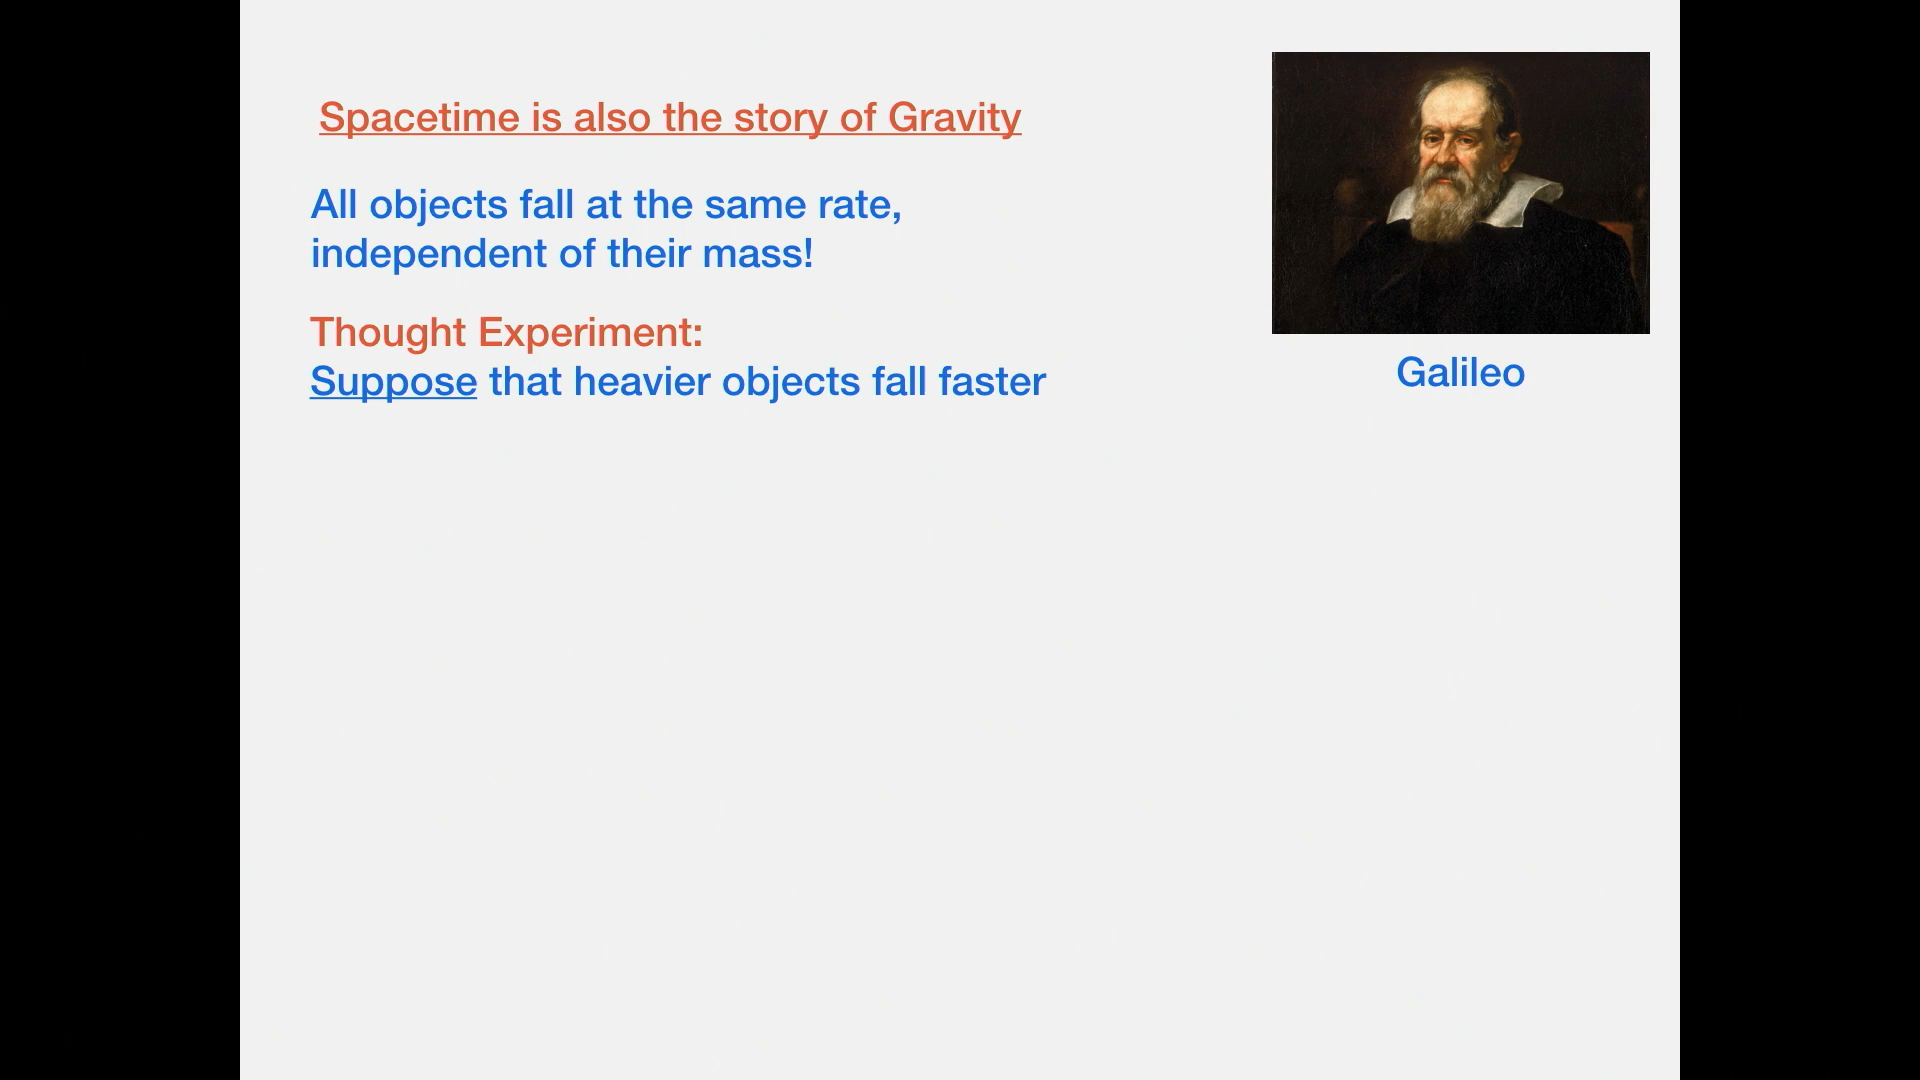 Spacetime is also the story of Gravity
All objects fall at the same rate,
independent of their mass!
Thought Experiment:
Suppose that heavier objects fall faster
Galileo